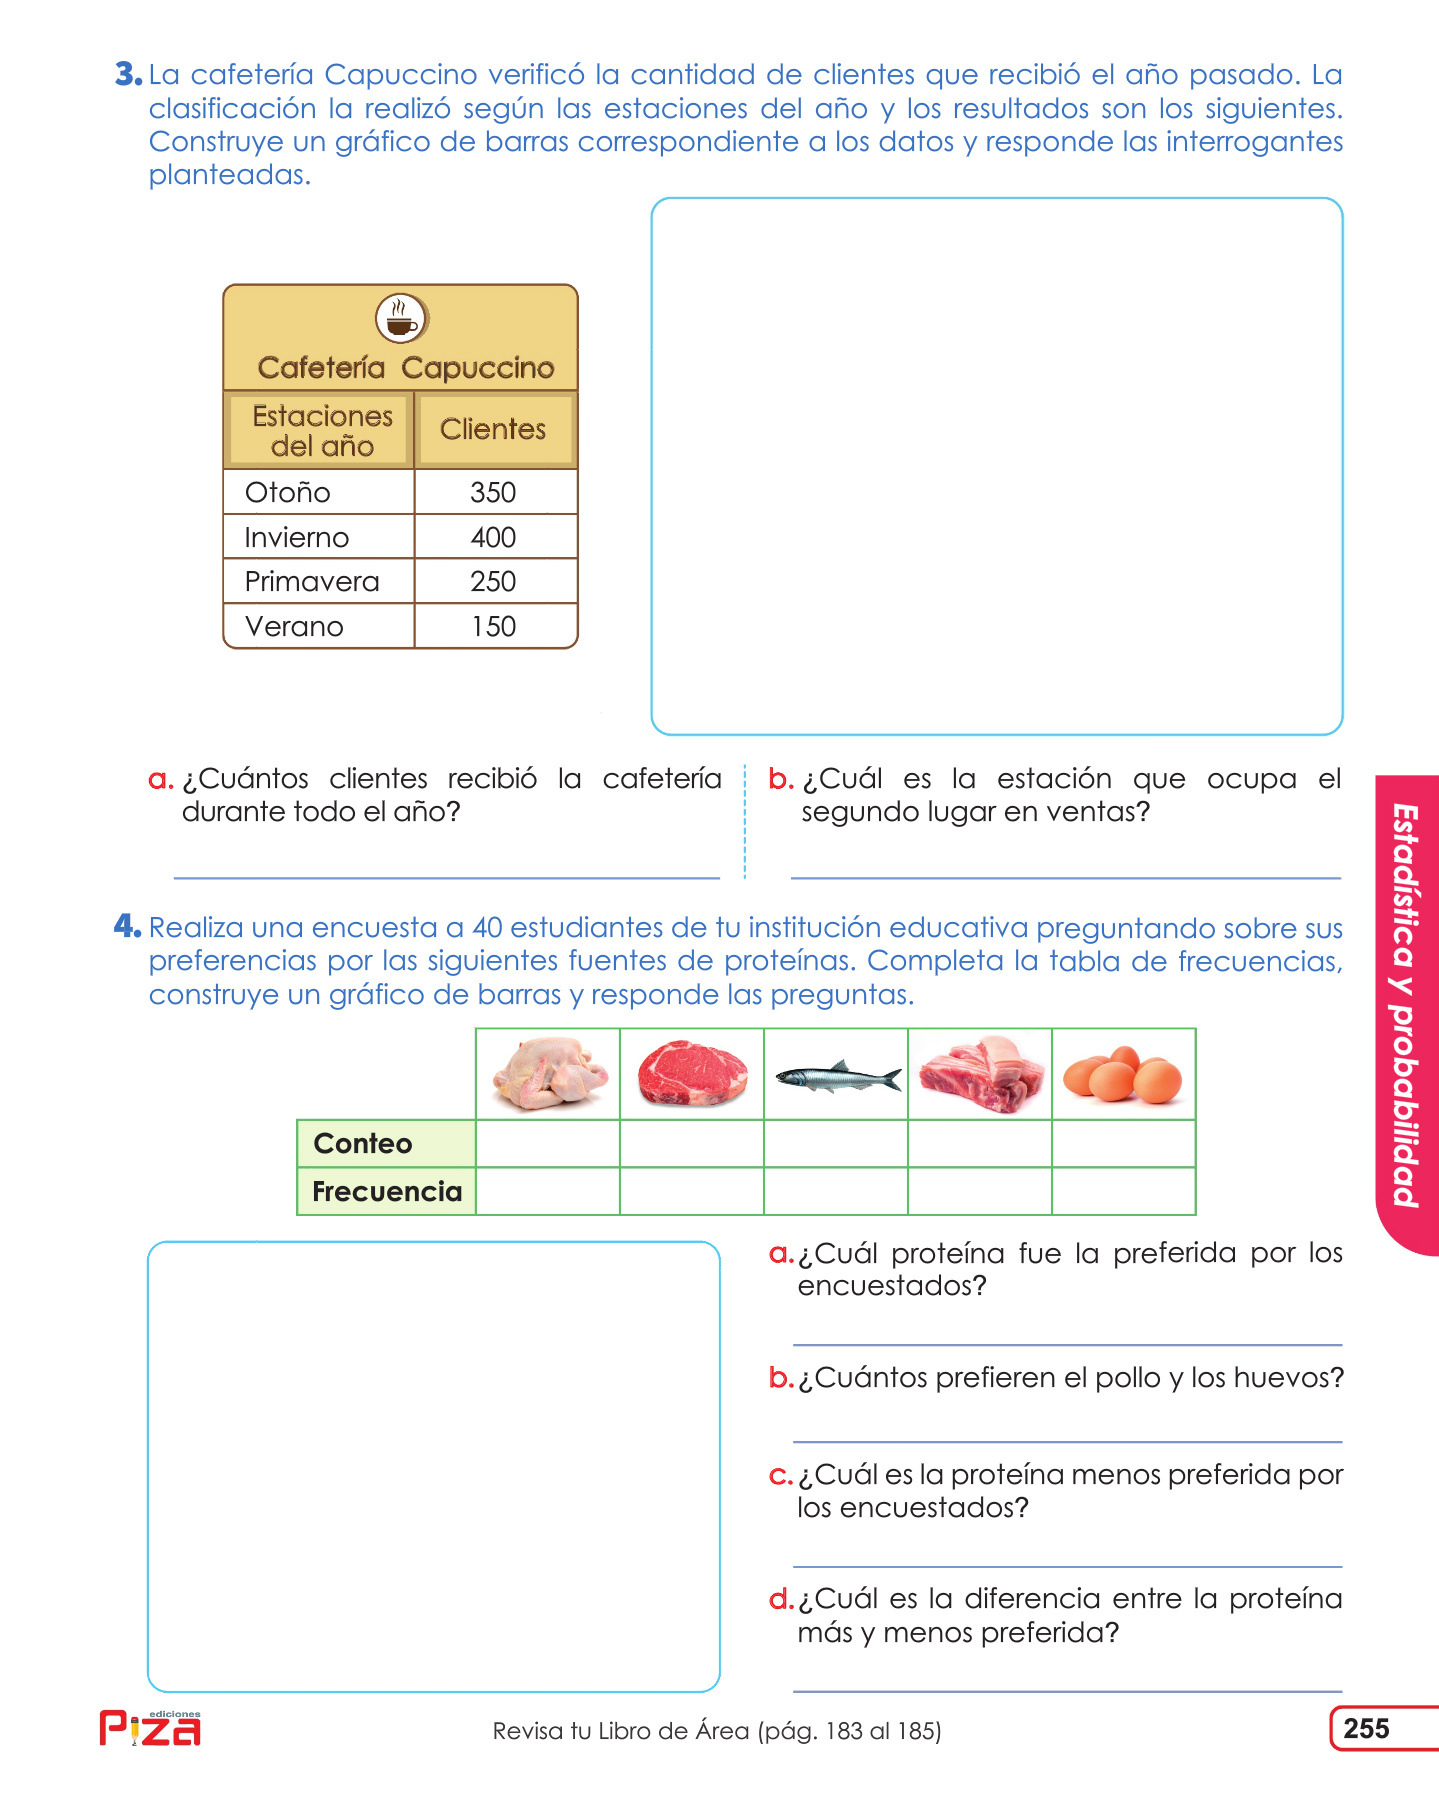 3. La cafetería Capuccino verificó la cantidad de clientes que recibió el año pasado. La
clasificación la realizó según las estaciones del año y los resultados son los siguientes.
Construye un gráfico de barras correspondiente a los datos y responde las interrogantes
planteadas.
Cafetería Capuccino
Estaciones del año Clientes
Otoño 350
Invierno 400
Primavera 250
Verano 150
a. ¿Cuántos clientes recibió la cafetería
durante todo el año?
b. ¿Cuál es la estación que ocupa el
segundo lugar en ventas?
4. Realiza una encuesta a 40 estudiantes de tu institución educativa preguntando sobre sus
preferencias por las siguientes fuentes de proteínas. Completa la tabla de frecuencias,
construye un gráfico de barras y responde las preguntas.
Conteo
Frecuencia
a. ¿Cuál proteína fue la preferida por los
encuestados?
b. ¿Cuántos prefieren el pollo y los huevos?
c. ¿Cuál es la proteína menos preferida por
los encuestados?
d. ¿Cuál es la diferencia entre la proteína
más y menos preferida?
Estadística y probabilidad
ediciones
Piza
Revisa tu Libro de Área (pág. 183 al 185)
255